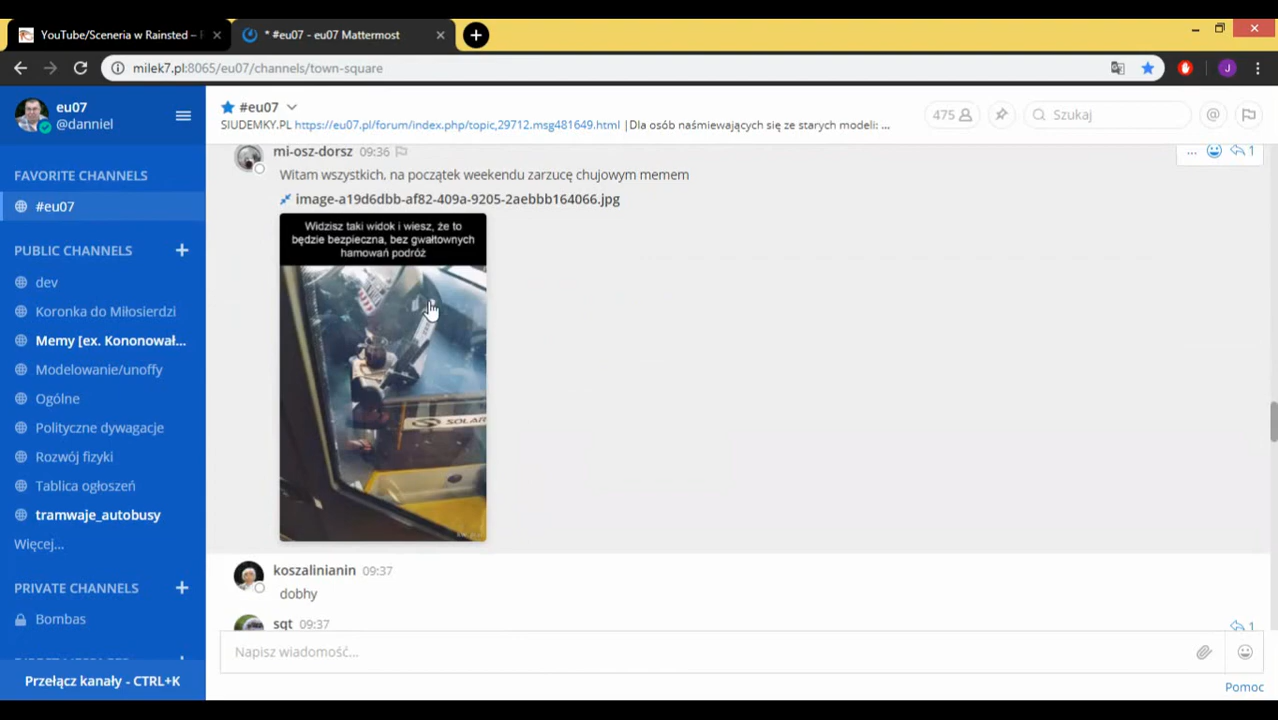 YouTube/Sceneria w Rainsted –
* #eu07 - eu07 Mattermost
milek7.pl:8065/eu07/channels/town-square
J
eu07
@danniel
FAVORITE CHANNELS
#eu07
PUBLIC CHANNELS
dev
Koronka do Miłosierdzi
Memy [ex. Kononował...
Modelowanie/unoffy
Ogólne
Polityczne dywagacje
Rozwój fizyki
Tablica ogłoszeń
tramwaje_autobusy
Więcej...
PRIVATE CHANNELS
Bombas
Przełącz kanały - CTRL+K
#eu07
SIUDEMKY.PL https://eu07.pl/forum/index.php/topic,29712.msg481649.html |Dla osób naśmiewających się ze starych modeli: ...
475
Szukaj
mi-osz-dorsz 09:36
1
Witam wszystkich, na początek weekendu zarzucę chujowym memem
image-a19d6dbb-af82-409a-9205-2aebbb164066.jpg
Widzisz taki widok i wiesz, że to
będzie bezpieczna, bez gwałtownych
hamowań podróż
SOLAR
koszalinianin 09:37
dobhy
sqt 09:37
1
Napisz wiadomość...
Pomoc